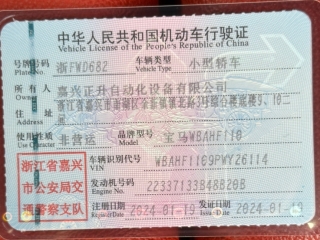 中华人民共和国机动车行驶证
Vehicle License of the People's Republic of China
号牌号码 浙FW0682 车辆类型 小型轿车
Plate No. Vehicle Type
所有人 嘉兴正升自动化设备有限公司
Owner
住址
Address
使用性质 非营运 品牌型号 宝马WBAHF110
Use Character Model
浙江省嘉兴市公安局交通警察支队
车辆识别代号 WBAHF1109PWYZ6114
VIN
发动机号码 22337133B48B20B
Engine No.
注册日期 2024-01-19 发证日期 2024-01-19
Register Date Issue Date